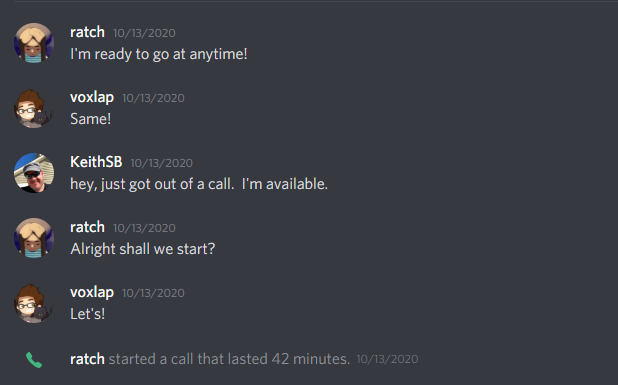 ratch 10/13/2020
I'm ready to go at anytime!
voxlap 10/13/2020
Same!
KeithSB 10/13/2020
hey, just got out of a call.  I'm available.
ratch 10/13/2020
Alright shall we start?
voxlap 10/13/2020
Let's!
ratch started a call that lasted 42 minutes. 10/13/2020